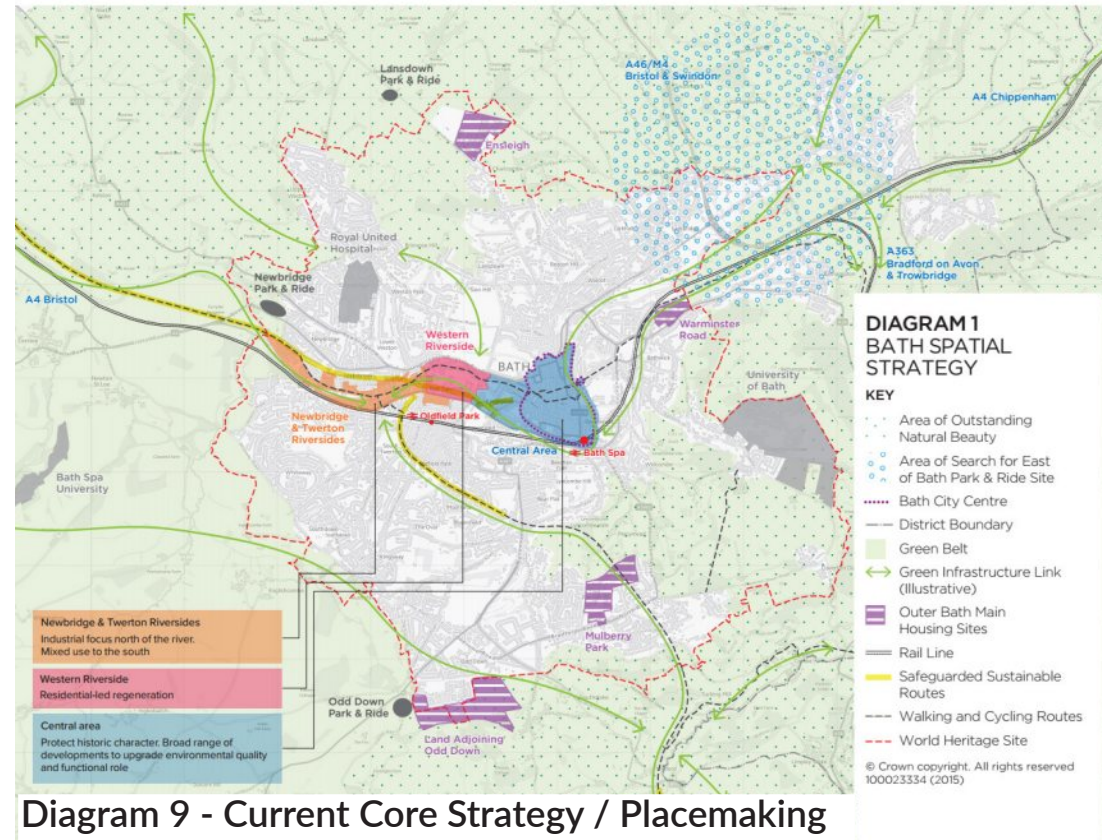 Lansdown
Park & Ride
A46/M4
Bristol & Swindon
A4 Chippenham
Ensleigh
Royal United
Hospital
Newbridge
Park & Ride
A4 Bristol
A363
Bradford on Avon
& Trowbridge
Western
Riverside
BATH
Warminster
Road
University
of Bath
Newbridge
& Twerton
Riversides
Oldfield Park
Central Area
Bath Spa
Bath Spa
University
Mulberry
Park
Odd Down
Park & Ride
Land Adjoining
Odd Down
Newbridge & Twerton Riversides
Industrial focus north of the river.
Mixed use to the south
Western Riverside
Residential-led regeneration
Central area
Protect historic character. Broad range of
developments to upgrade environmental quality
and functional role
DIAGRAM 1
BATH SPATIAL
STRATEGY
KEY
Area of Outstanding
Natural Beauty
Area of Search for East
of Bath Park & Ride Site
Bath City Centre
District Boundary
Green Belt
Green Infrastructure Link
(Illustrative)
Outer Bath Main
Housing Sites
Rail Line
Safeguarded Sustainable
Routes
Walking and Cycling Routes
World Heritage Site
© Crown copyright. All rights reserved
100023334 (2015)
Diagram 9 - Current Core Strategy / Placemaking